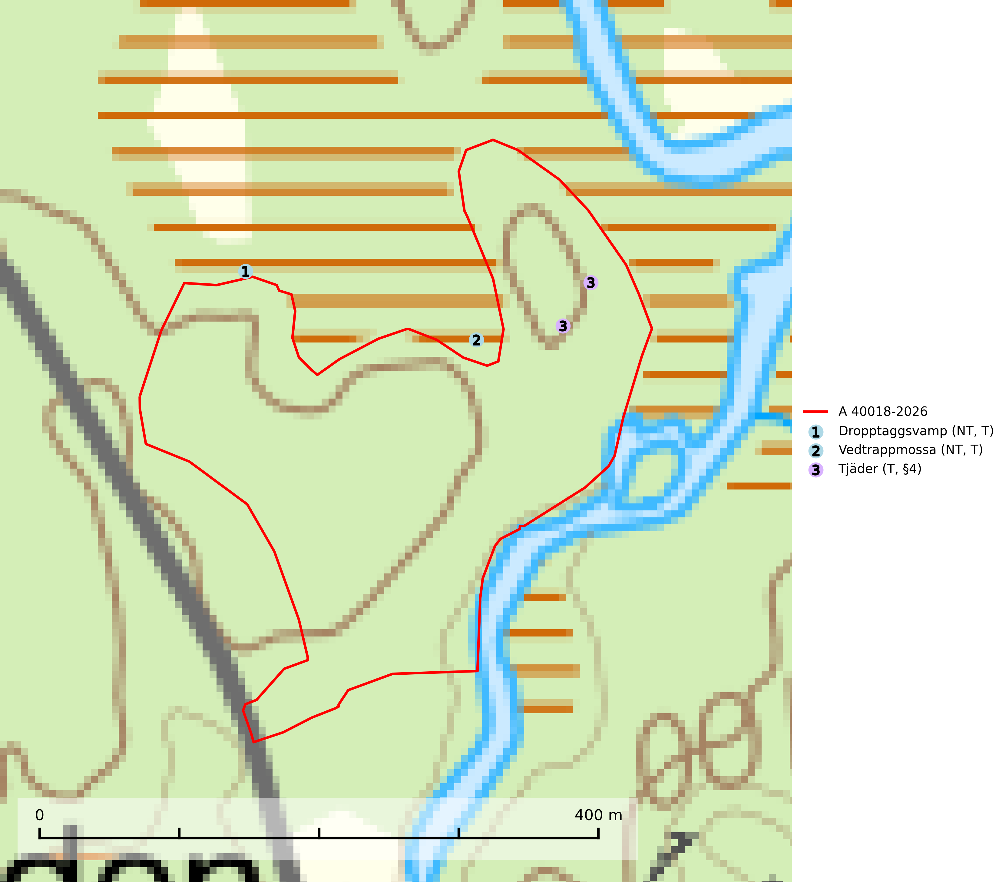 1
3
3
2
A 40018-2026
1 Dropptaggsvamp (NT, T)
2 Vedtrappmossa (NT, T)
3 Tjäder (T, §4)
0 400 m